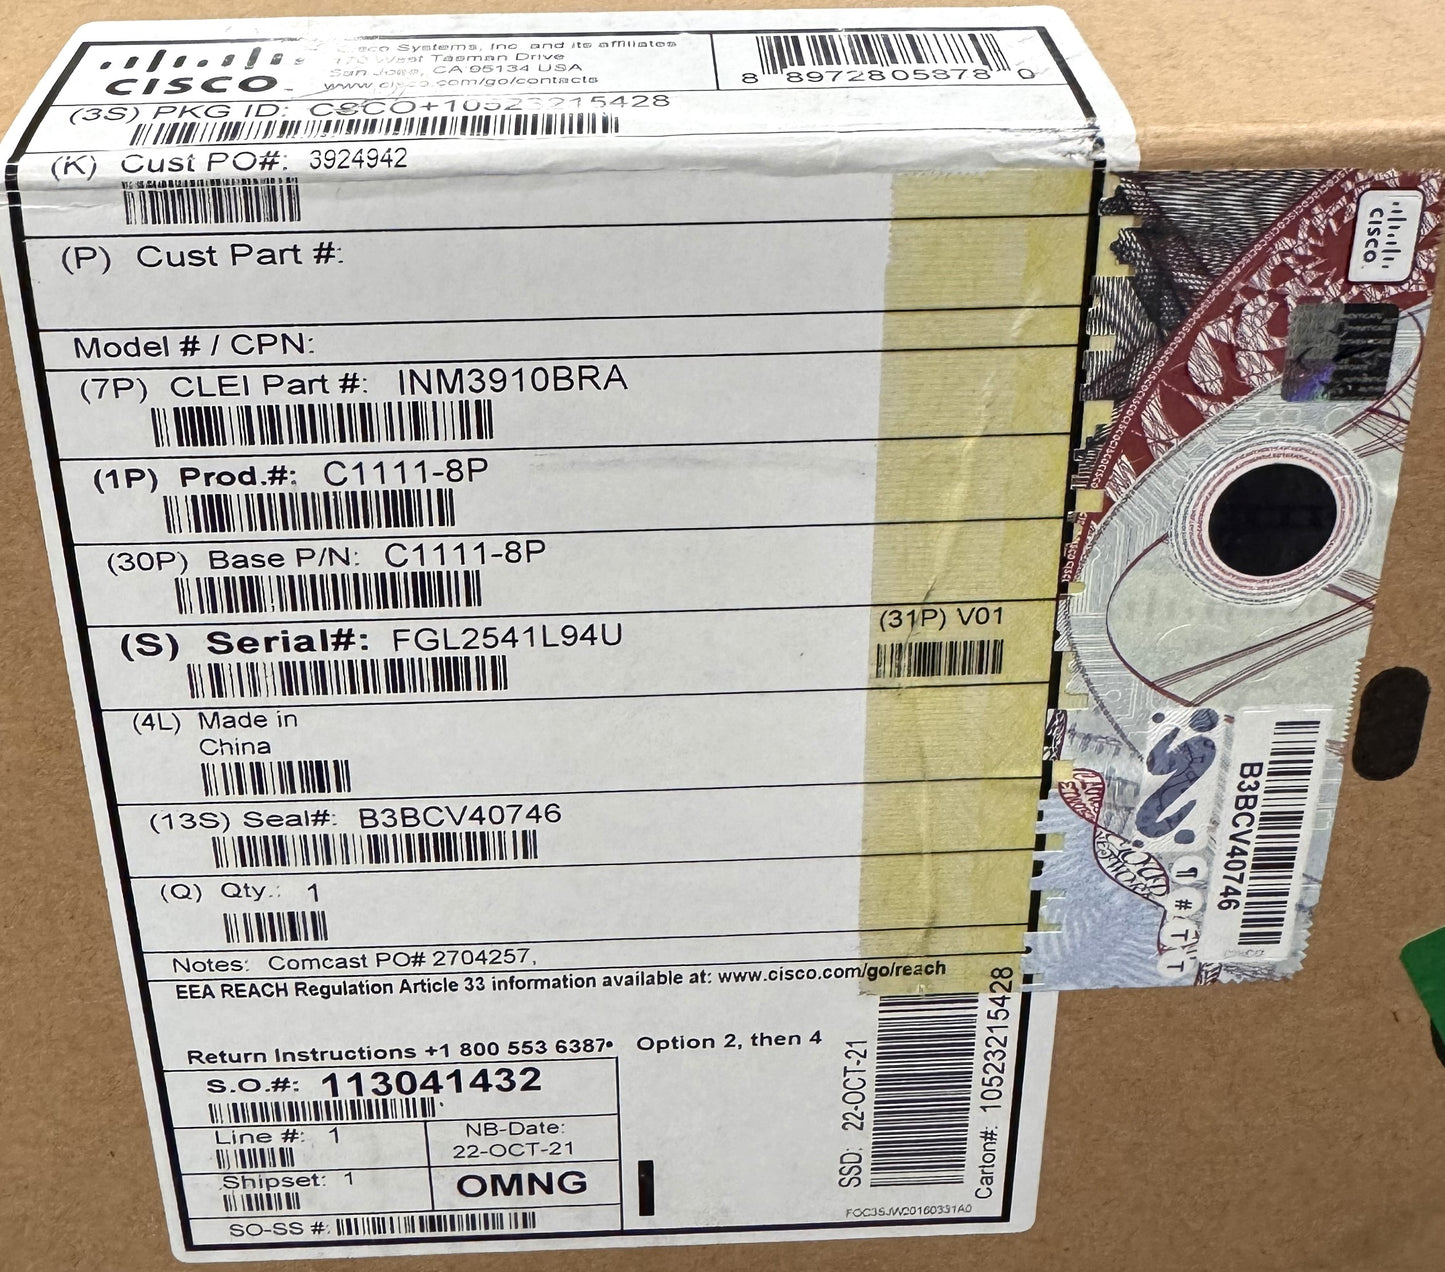 CISCO
Cisco Systems, Inc. and its affiliates
170 West Tasman Drive
San Jose, CA 95134 USA
www.cisco.com/go/contacts
8 8972805878 0
(3S) PKG ID: CSCO+10523215428
(K) Cust PO#: 3924942
(P) Cust Part #:
Model # / CPN:
(7P) CLEI Part #: INM3910BRA
(1P) Prod.#: C1111-8P
(30P) Base P/N: C1111-8P
(S) Serial#: FGL2541L94U
(31P) V01
(4L) Made in
China
(13S) Seal#: B3BCV40746
(Q) Qty.: 1
Notes: Comcast PO# 2704257,
EEA REACH Regulation Article 33 information available at: www.cisco.com/go/reach
Return Instructions +1 800 553 6387• Option 2, then 4
S.O.#: 113041432
Line #: 1
NB-Date:
22-OCT-21
Shipset: 1
OMNG
SO-SS #:
SSD: 22-OCT-21
Carton#: 10523215428
FOC3SJW20160331A0
CISCO
B3BCV40746